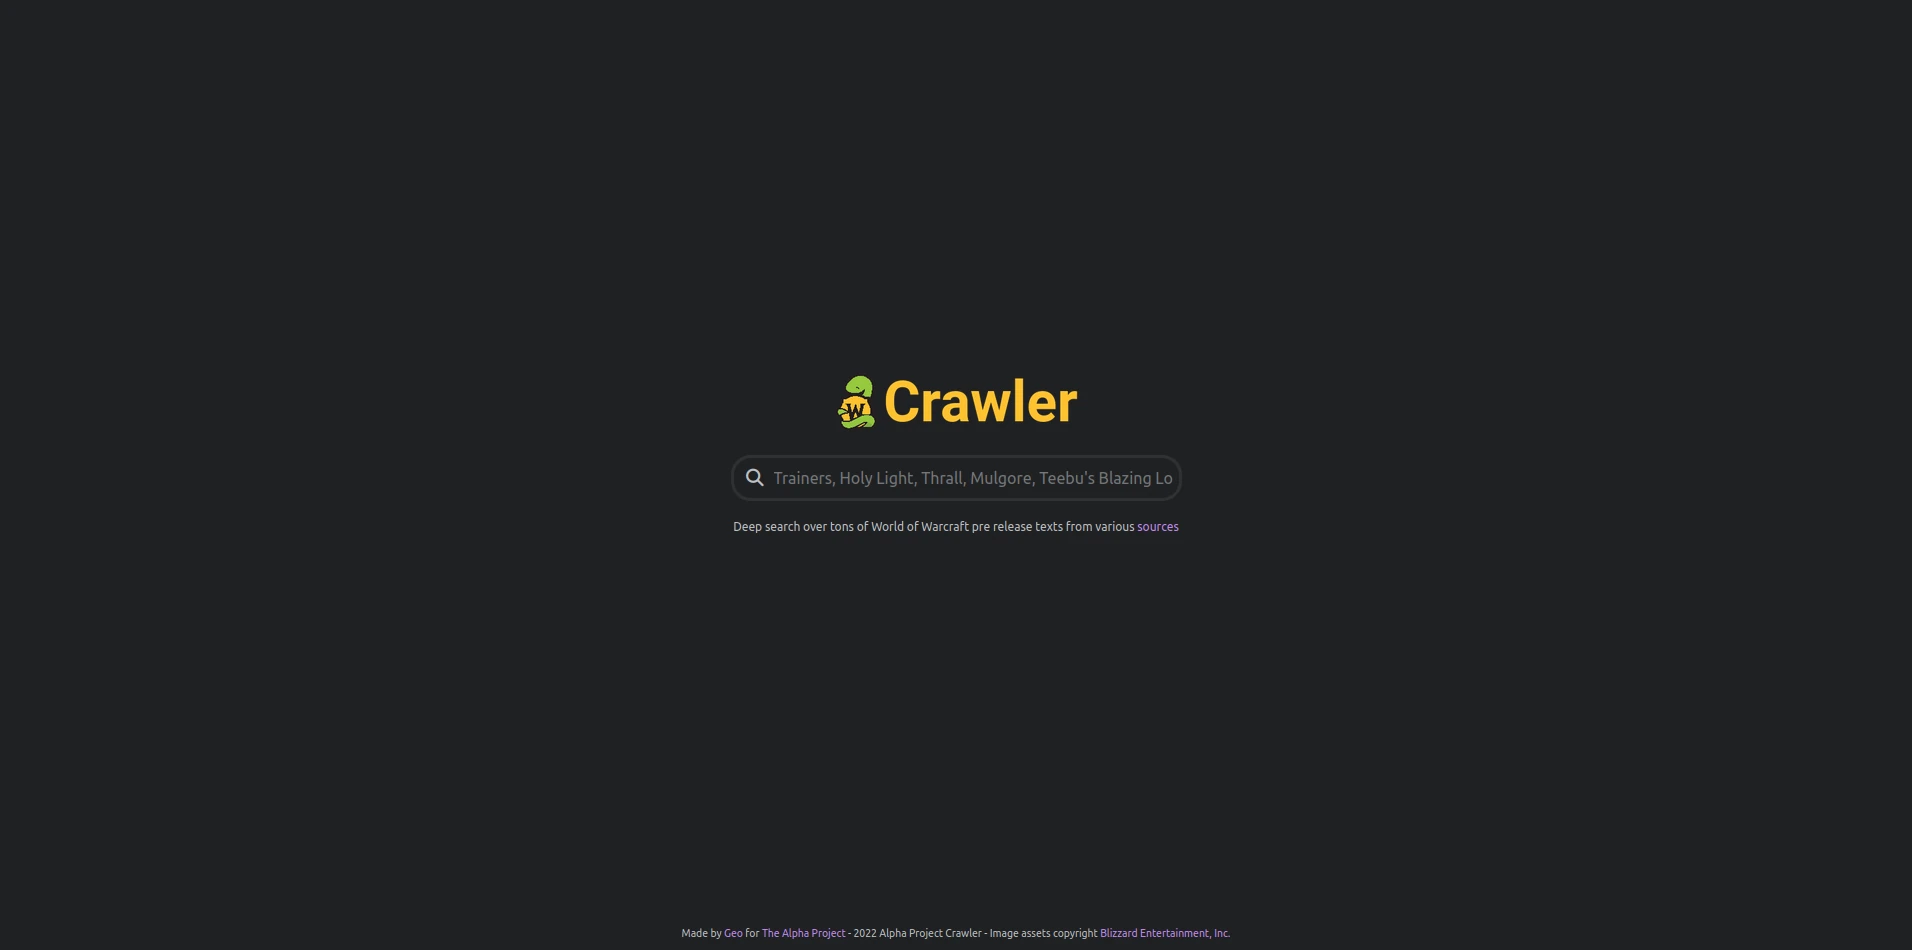 W Crawler
Trainers, Holy Light, Thrall, Mulgore, Teebu's Blazing Lo
Deep search over tons of World of Warcraft pre release texts from various sources
Made by Geo for The Alpha Project - 2022 Alpha Project Crawler - Image assets copyright Blizzard Entertainment, Inc.